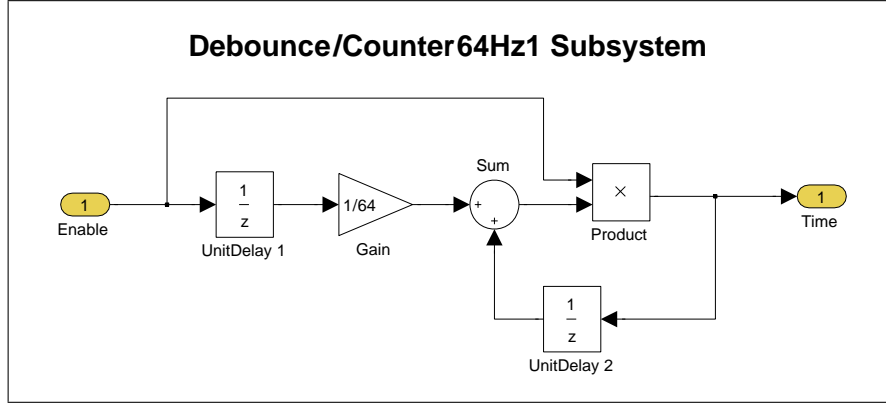 Debounce/Counter64Hz1 Subsystem
Sum
1
Enable
1
z
UnitDelay 1
1/64
Gain
+
+
×
Product
1
Time
1
z
UnitDelay 2